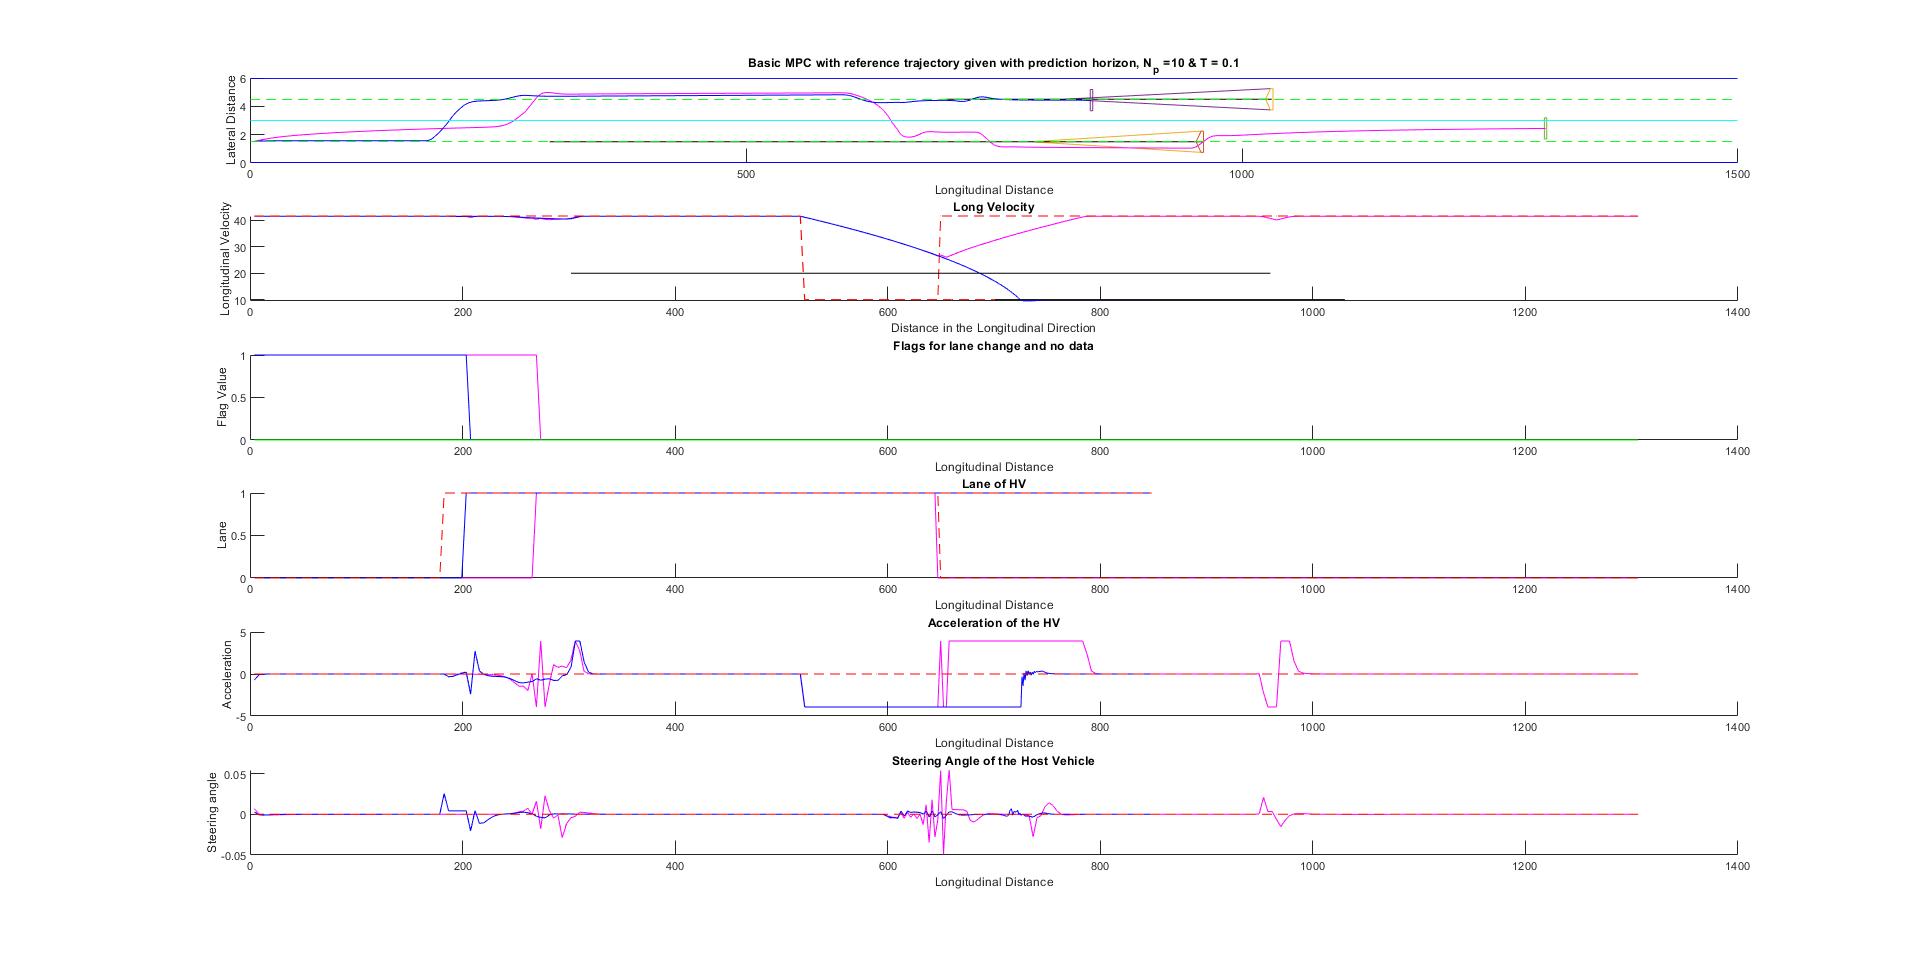 Basic MPC with reference trajectory given with prediction horizon, Np =10 & T = 0.1
Lateral Distance
6
4
2
0
0 500 1000 1500
Longitudinal Distance
Long Velocity
Longitudinal Velocity
40
30
20
10
0 200 400 600 800 1000 1200 1400
Distance in the Longitudinal Direction
Flags for lane change and no data
Flag Value
1
0.5
0
0 200 400 600 800 1000 1200 1400
Longitudinal Distance
Lane of HV
Lane
1
0.5
0
0 200 400 600 800 1000 1200 1400
Longitudinal Distance
Acceleration of the HV
Acceleration
5
0
-5
0 200 400 600 800 1000 1200 1400
Longitudinal Distance
Steering Angle of the Host Vehicle
Steering angle
0.05
0
-0.05
0 200 400 600 800 1000 1200 1400
Longitudinal Distance